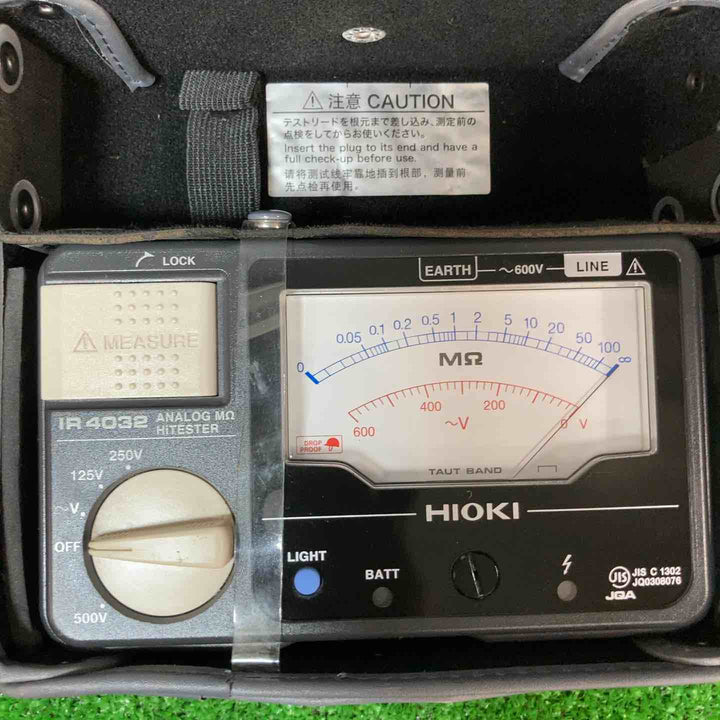 ⚠注意 CAUTION
テストリードを根元まで差し込み、測定前の
点検をしてからお使いください。
Insert the plug to its end and have a
full check-up before use.
请将测试线牢靠地插到根部，测量前
先点检再使用。
LOCK
EARTH ～600V LINE ⚠
⚠ MEASURE
0 0.05 0.1 0.2 0.5 1 2 5 10 20 50 100 ∞
MΩ
600 400 200 0 V
～V
DROP
PROOF
TAUT BAND
IR 4032 ANALOG MΩ
HiTESTER
250V
125V
～V
OFF
500V
HIOKI
LIGHT
BATT
JIS
JIS C 1302
JQ0308076
JQA